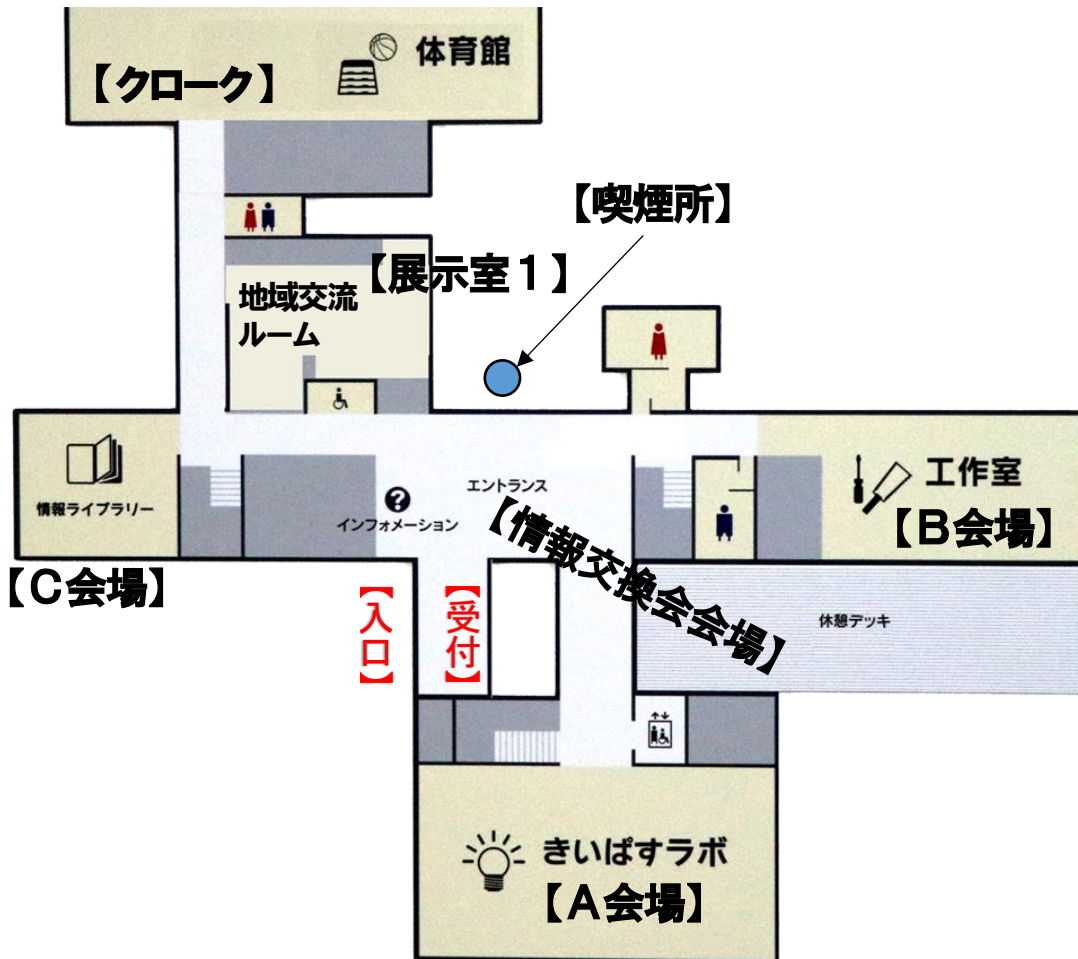 体育館
【クローク】
【喫煙所】
【展示室１】
地域交流
ルーム
情報ライブラリー
【Ｃ会場】
?
インフォメーション
エントランス
【情報交換会会場】
工作室
【Ｂ会場】
休憩デッキ
【入口】
【受付】
きいぱすラボ
【Ａ会場】